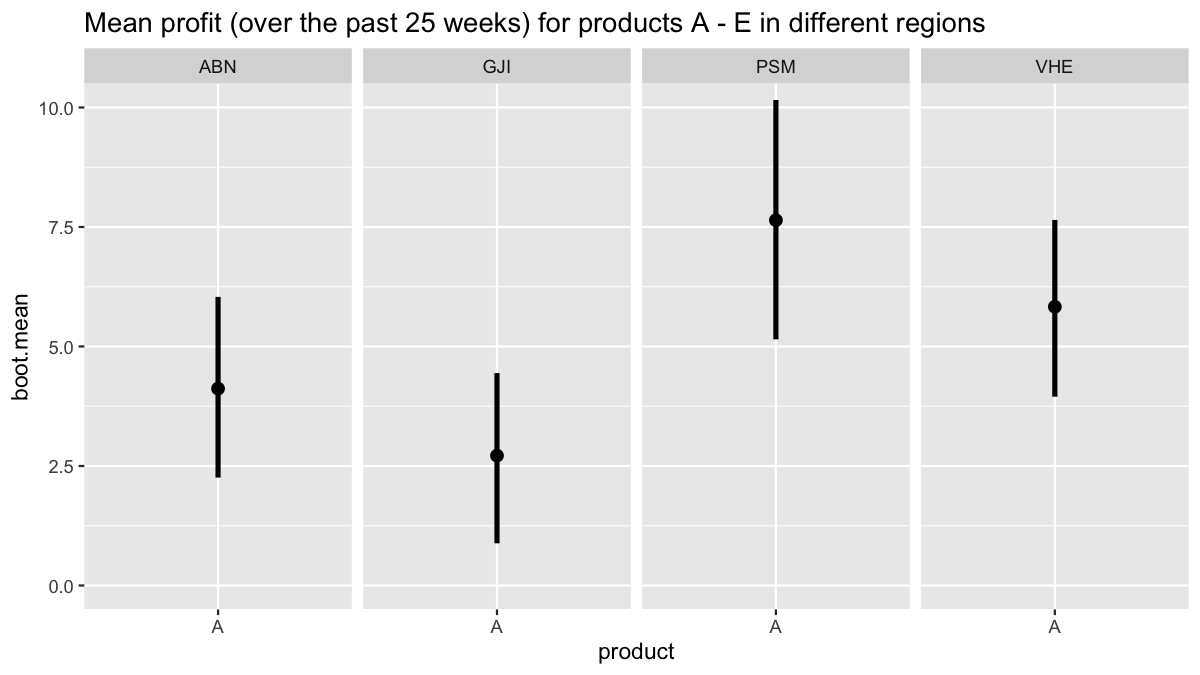 Mean profit (over the past 25 weeks) for products A - E in different regions
ABN GJI PSM VHE
10.0
7.5
5.0
2.5
0.0
boot.mean
A A A A
product